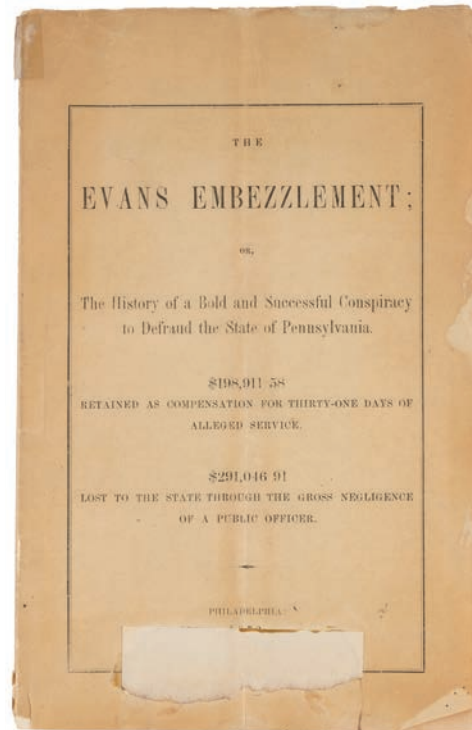 THE
EVANS EMBEZZLEMENT;
OR,
The History of a Bold and Successful Conspiracy
to Defraud the State of Pennsylvania.
$198,911 58
RETAINED AS COMPENSATION FOR THIRTY-ONE DAYS OF
ALLEGED SERVICE.
$291,046 91
LOST TO THE STATE THROUGH THE GROSS NEGLIGENCE
OF A PUBLIC OFFICER.
PHILADELPHIA: